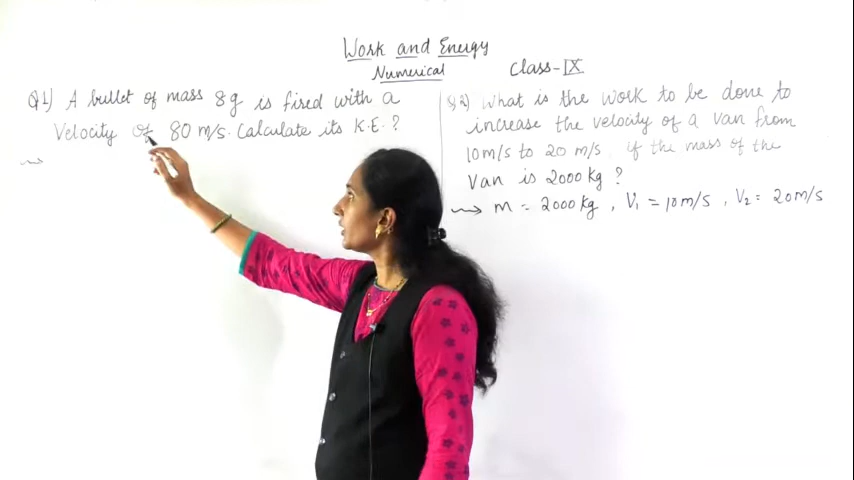 Work and Energy
Numerical
Class-IX
Q1) A bullet of mass 8g is fired with a
Velocity of 80 m/s. Calculate its K.E.?
Q2) What is the work to be done to
increase the velocity of a van from
10m/s to 20 m/s, if the mass of the
Van is 2000kg?
m = 2000kg, V₁ = 10m/s, V₂ = 20m/s